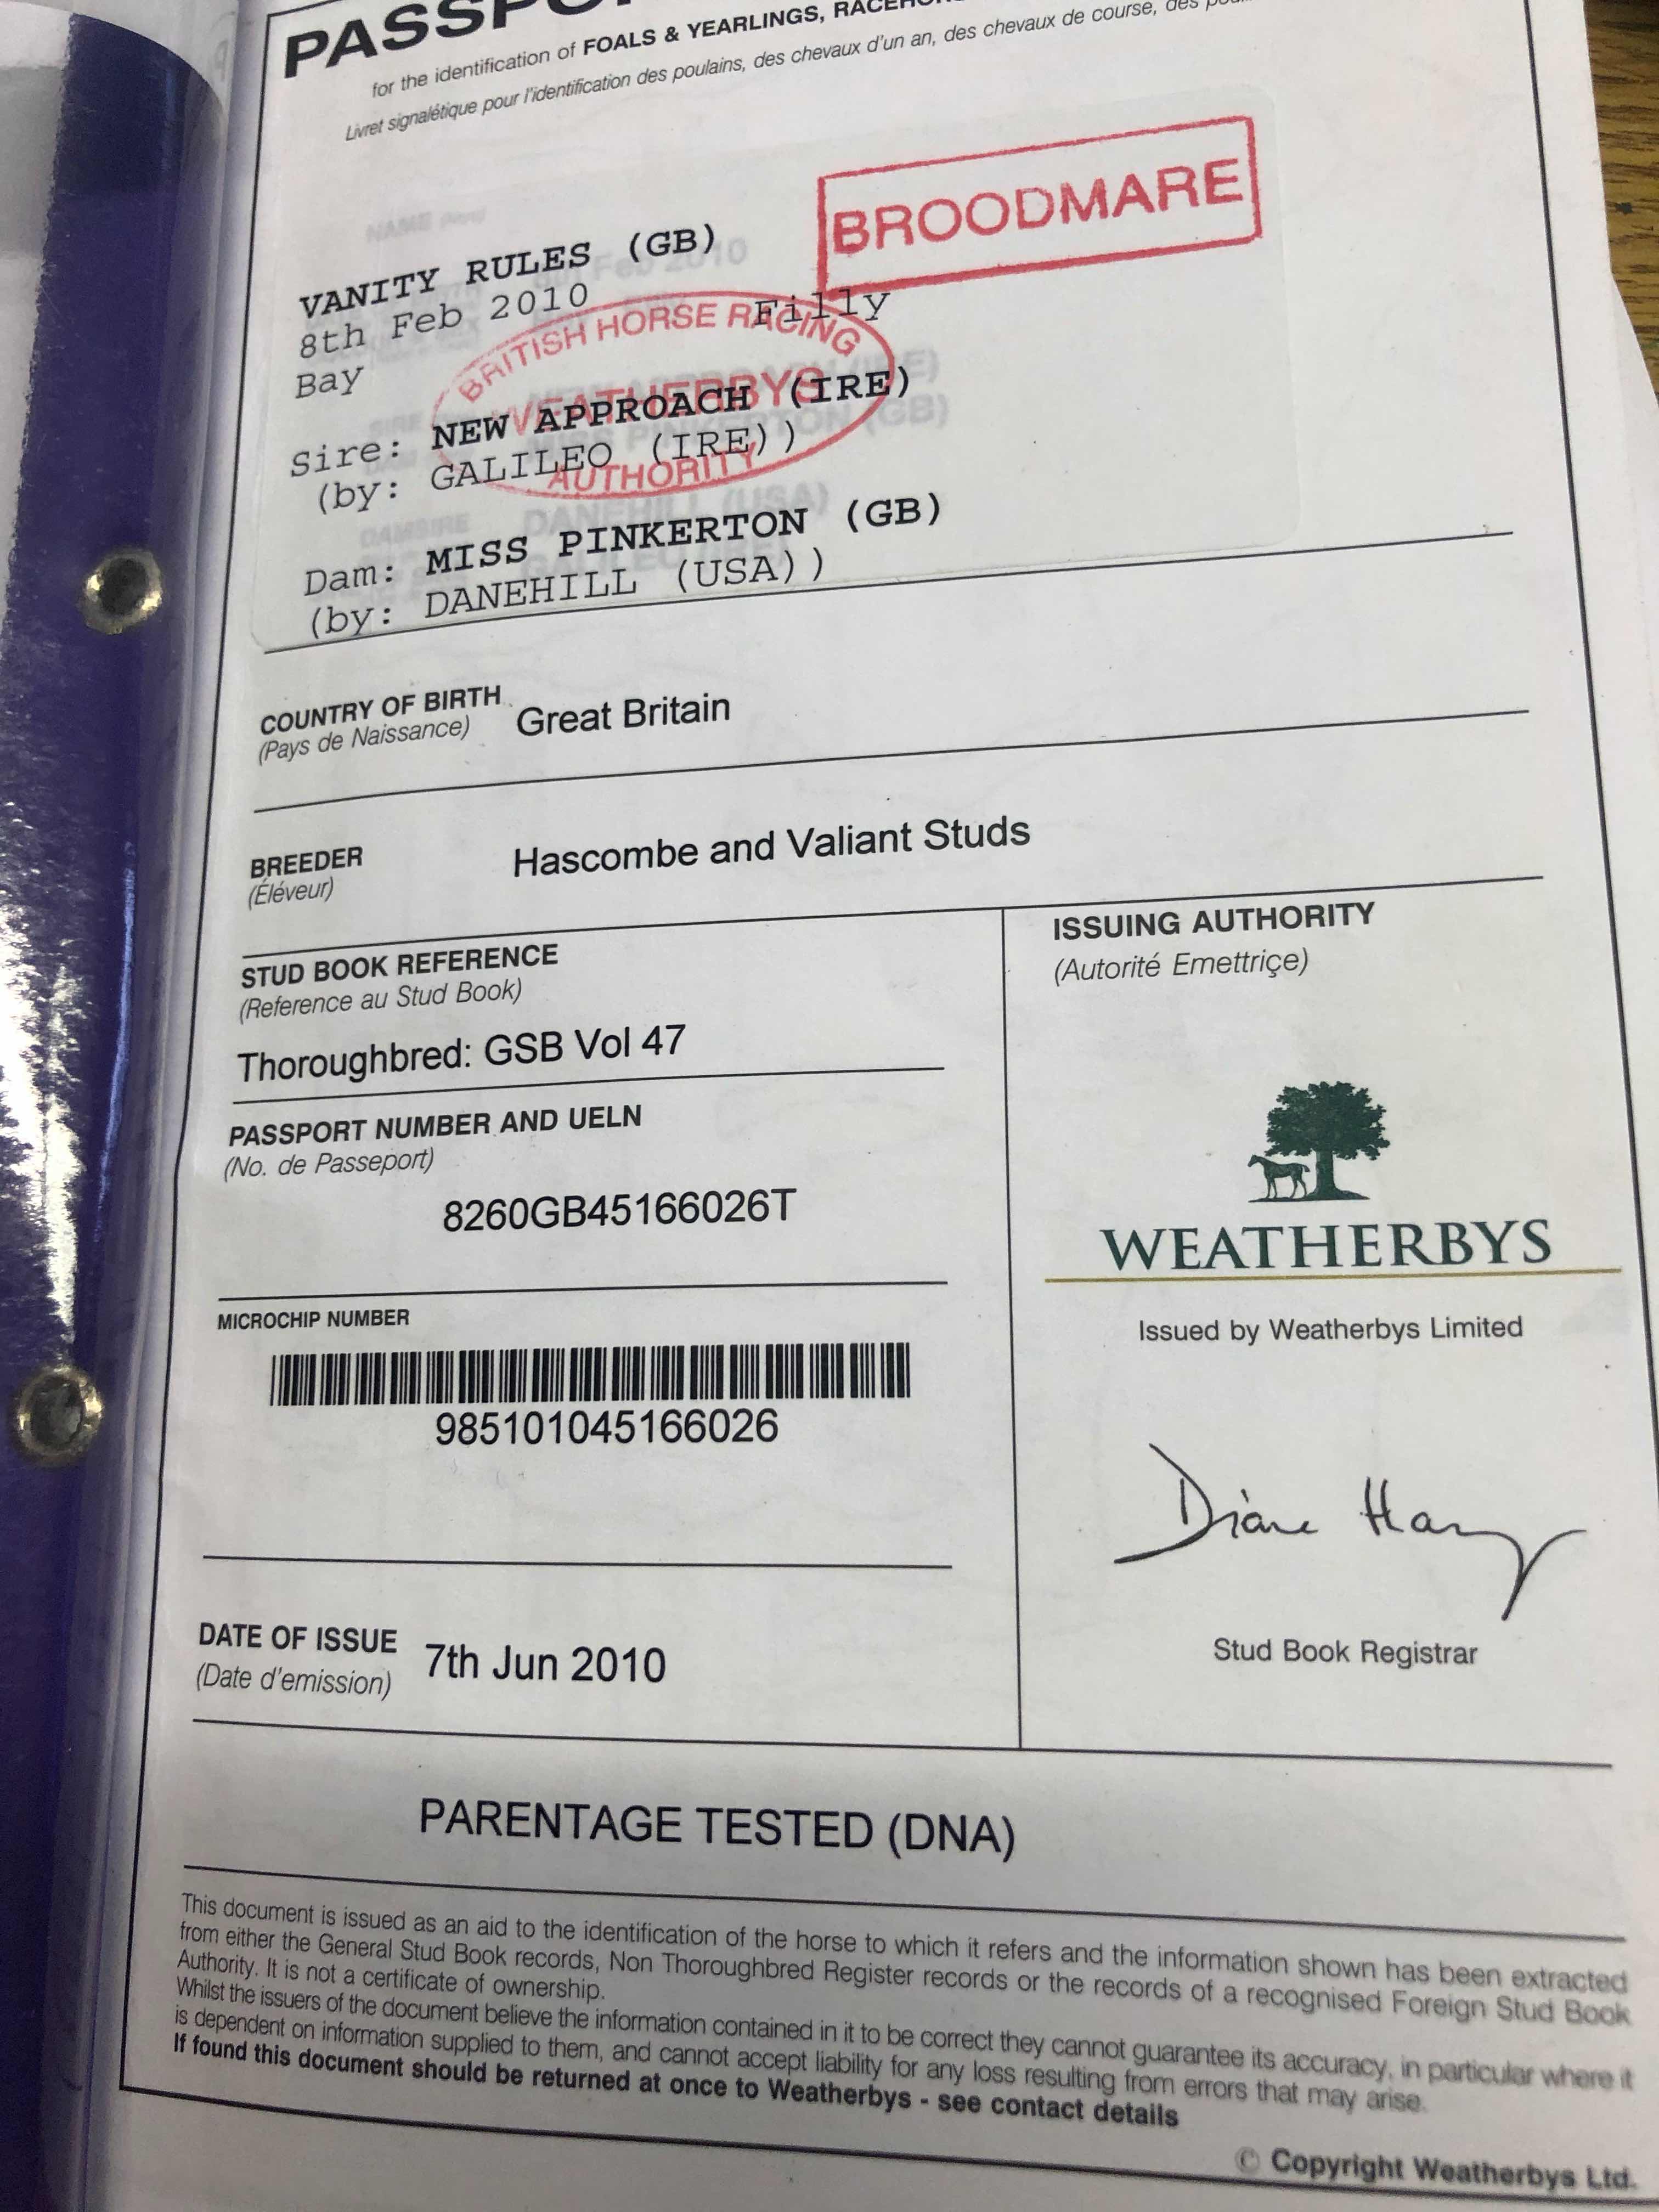 PASSPO
for the identification of FOALS & YEARLINGS,
Livret signalétique pour l'identification des poulains, des chevaux d'un an, des chevaux de course, des
BROODMARE
VANITY RULES (GB)
8th Feb 2010 Filly
Bay
BRITISH HORSE RACING
WEATHERBYS
AUTHORITY
Sire: NEW APPROACH (IRE)
(by: GALILEO (IRE))
Dam: MISS PINKERTON (GB)
(by: DANEHILL (USA))
COUNTRY OF BIRTH Great Britain
(Pays de Naissance)
BREEDER Hascombe and Valiant Studs
(Éléveur)
STUD BOOK REFERENCE
(Reference au Stud Book)
Thoroughbred: GSB Vol 47
PASSPORT NUMBER AND UELN
(No. de Passeport)
8260GB45166026T
MICROCHIP NUMBER
985101045166026
DATE OF ISSUE 7th Jun 2010
(Date d'emission)
ISSUING AUTHORITY
(Autorité Emettriçe)
WEATHERBYS
Issued by Weatherbys Limited
Diane
Stud Book Registrar
PARENTAGE TESTED (DNA)
This document is issued as an aid to the identification of the horse to which it refers and the information shown has been extracted
from either the General Stud Book records, Non Thoroughbred Register records or the records of a recognised Foreign Stud Book
Authority. It is not a certificate of ownership.
Whilst the issuers of the document believe the information contained in it to be correct they cannot guarantee its accuracy, in particular where it
is dependent on information supplied to them, and cannot accept liability for any loss resulting from errors that may arise.
If found this document should be returned at once to Weatherbys - see contact details
© Copyright Weatherbys Ltd.